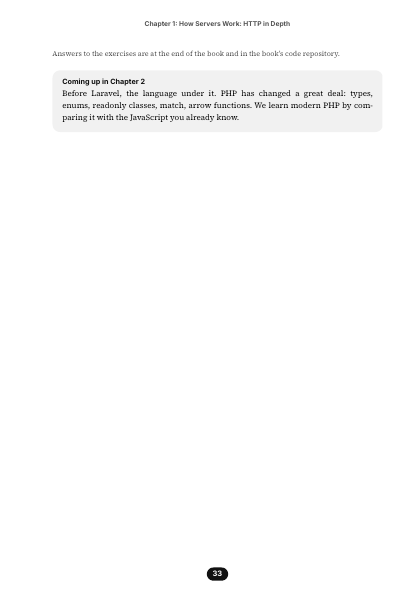 Chapter 1: How Servers Work: HTTP in Depth
Answers to the exercises are at the end of the book and in the book's code repository.
Coming up in Chapter 2
Before Laravel, the language under it. PHP has changed a great deal: types,
enums, readonly classes, match, arrow functions. We learn modern PHP by com-
paring it with the JavaScript you already know.
33